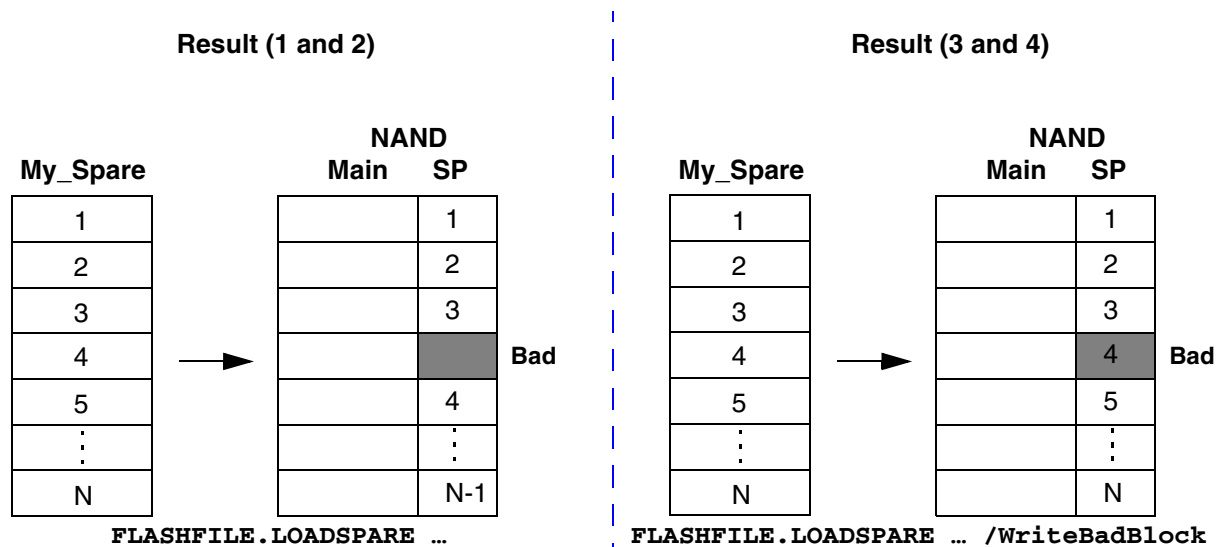 Result (1 and 2)
NAND
My_Spare Main SP
1 1
2 2
3 3
4 Bad
5 4
N N-1
FLASHFILE.LOADSPARE …
Result (3 and 4)
NAND
My_Spare Main SP
1 1
2 2
3 3
4 4 Bad
5 5
N N
FLASHFILE.LOADSPARE … /WriteBadBlock